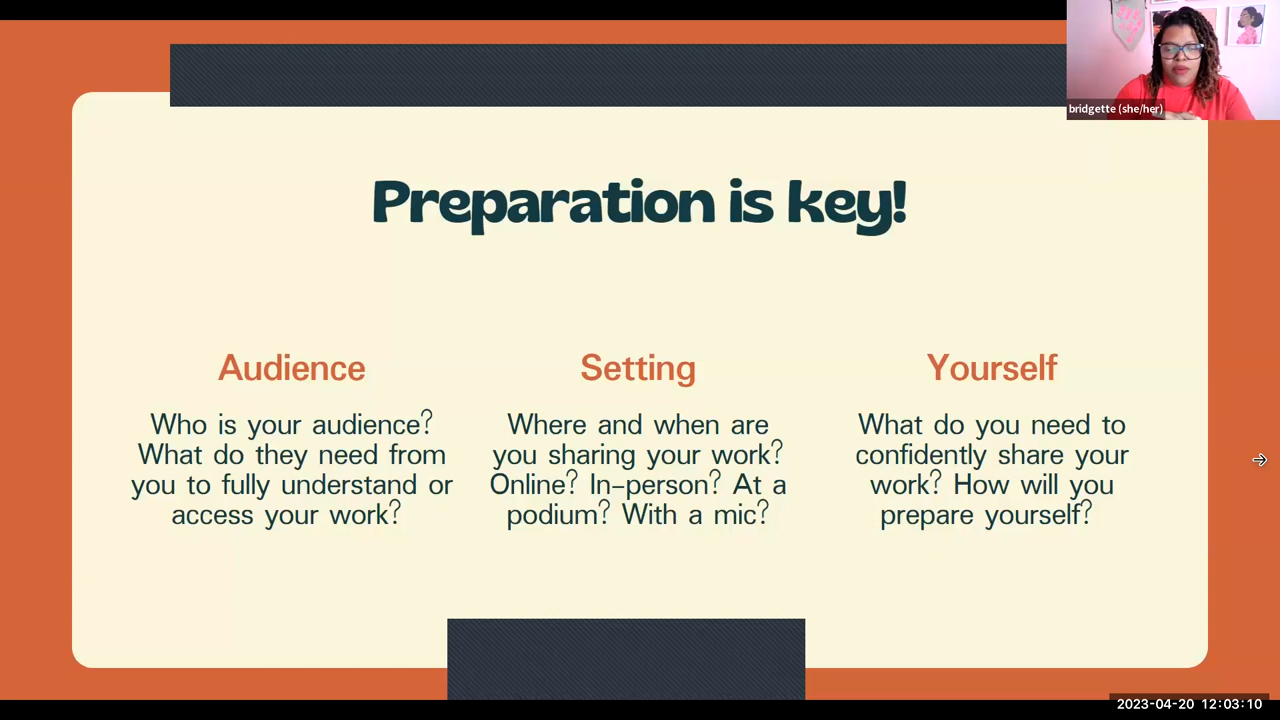 bridgette (she/her)
Preparation is key!
Audience
Who is your audience?
What do they need from
you to fully understand or
access your work?
Setting
Where and when are
you sharing your work?
Online? In-person? At a
podium? With a mic?
Yourself
What do you need to
confidently share your
work? How will you
prepare yourself?
2023-04-20 12:03:10